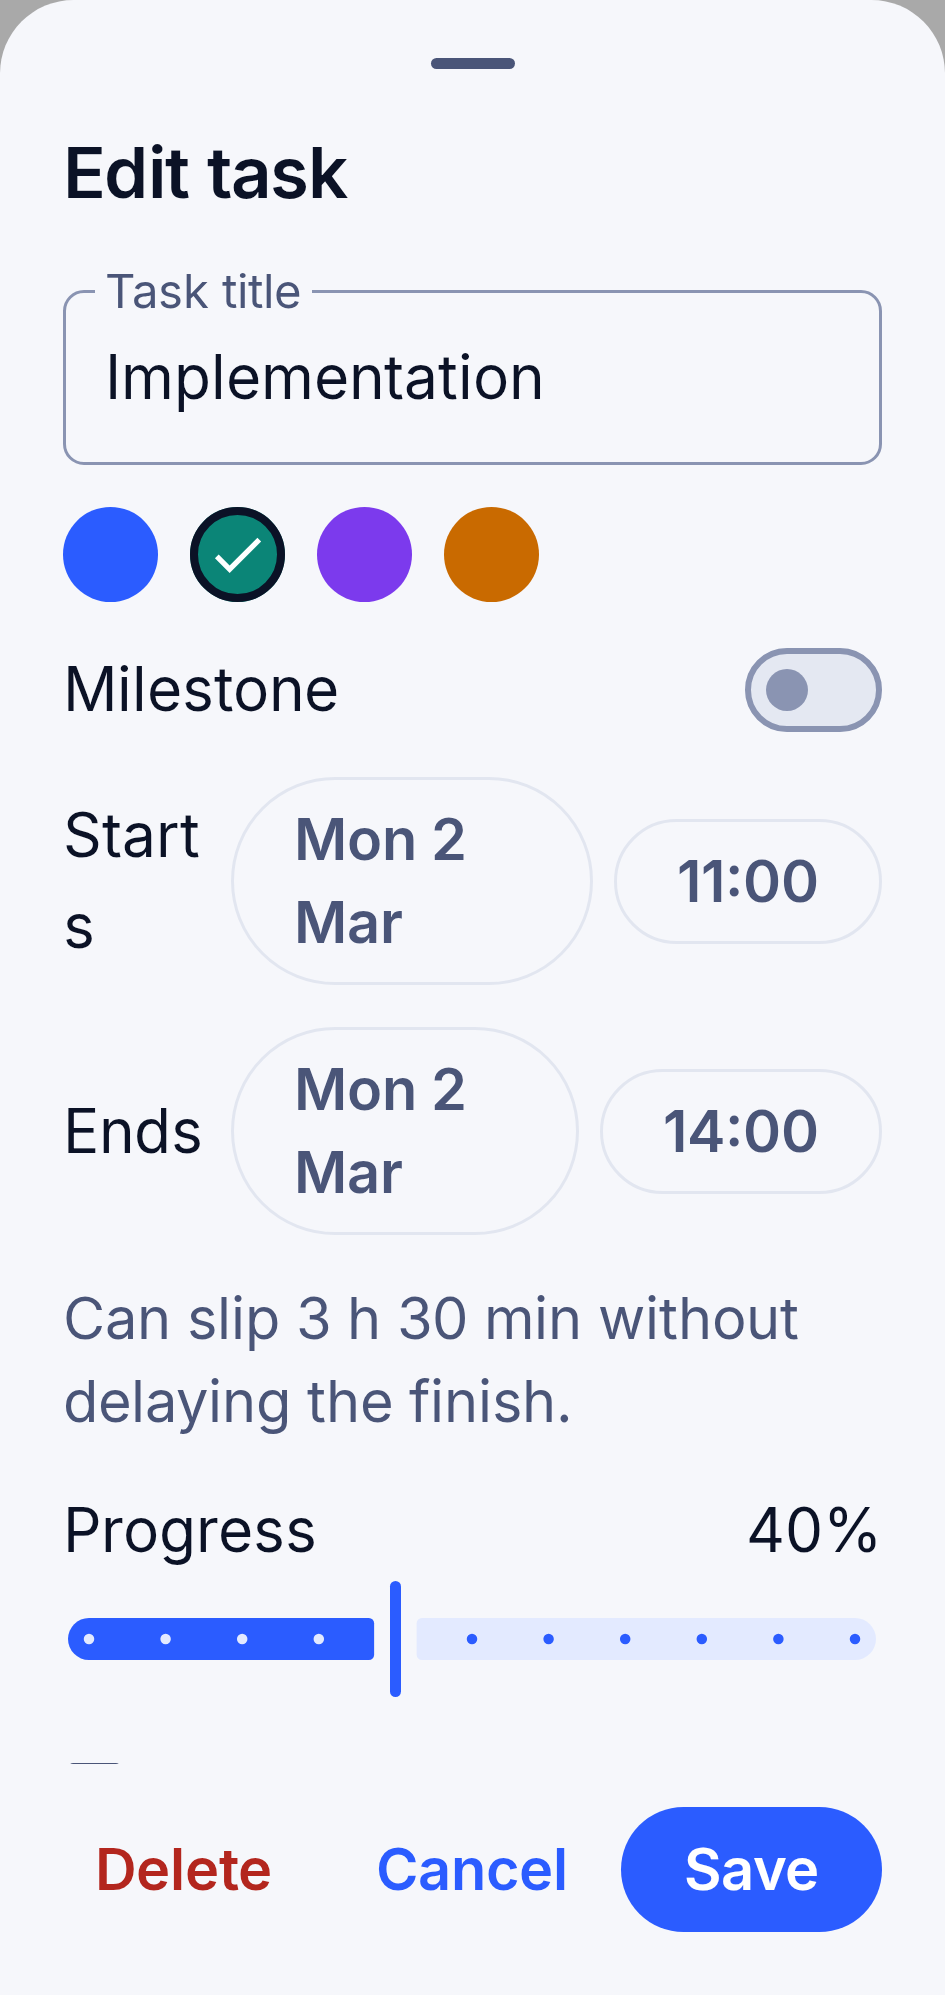 Edit task
Task title
Implementation
Milestone
Start
s
Mon 2
Mar
11:00
Ends
Mon 2
Mar
14:00
Can slip 3 h 30 min without
delaying the finish.
Progress
40%
Delete
Cancel
Save